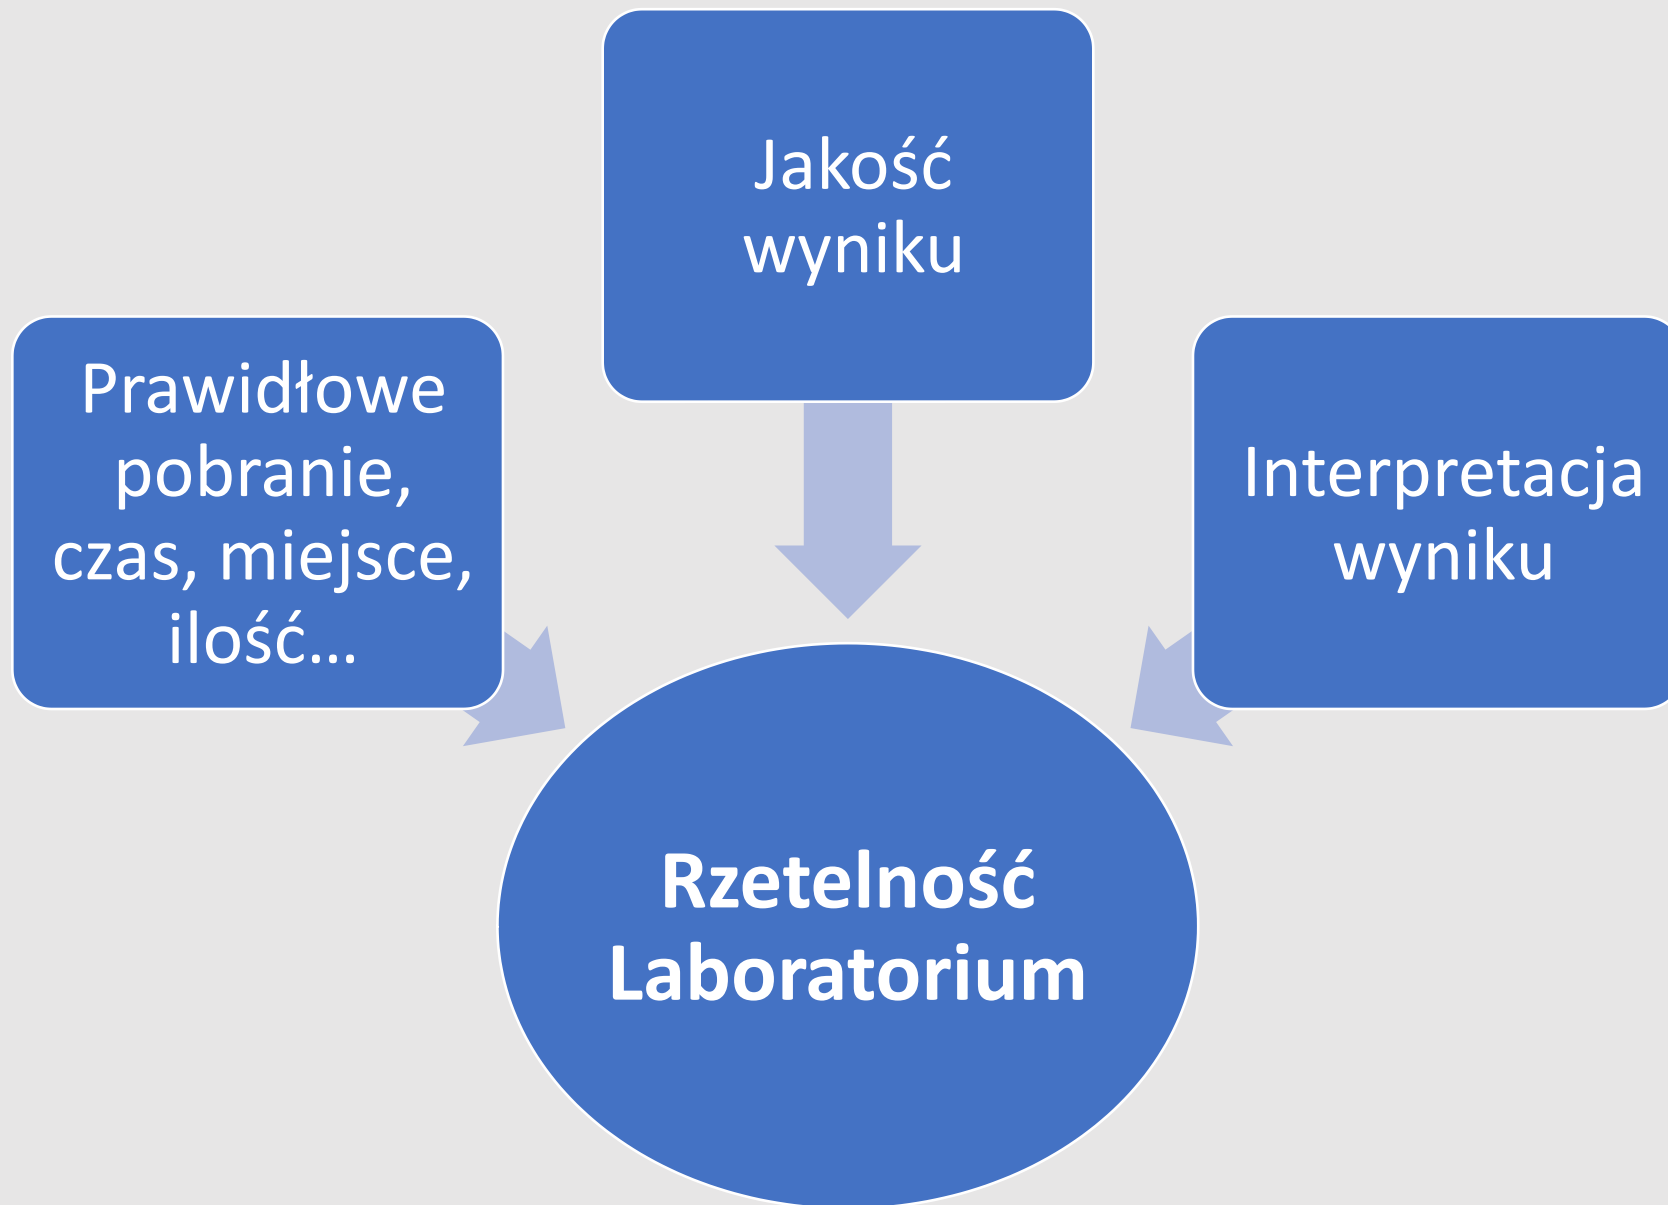 Jakość
wyniku
Prawidłowe
pobranie,
czas, miejsce,
ilość...
Interpretacja
wyniku
Rzetelność
Laboratorium